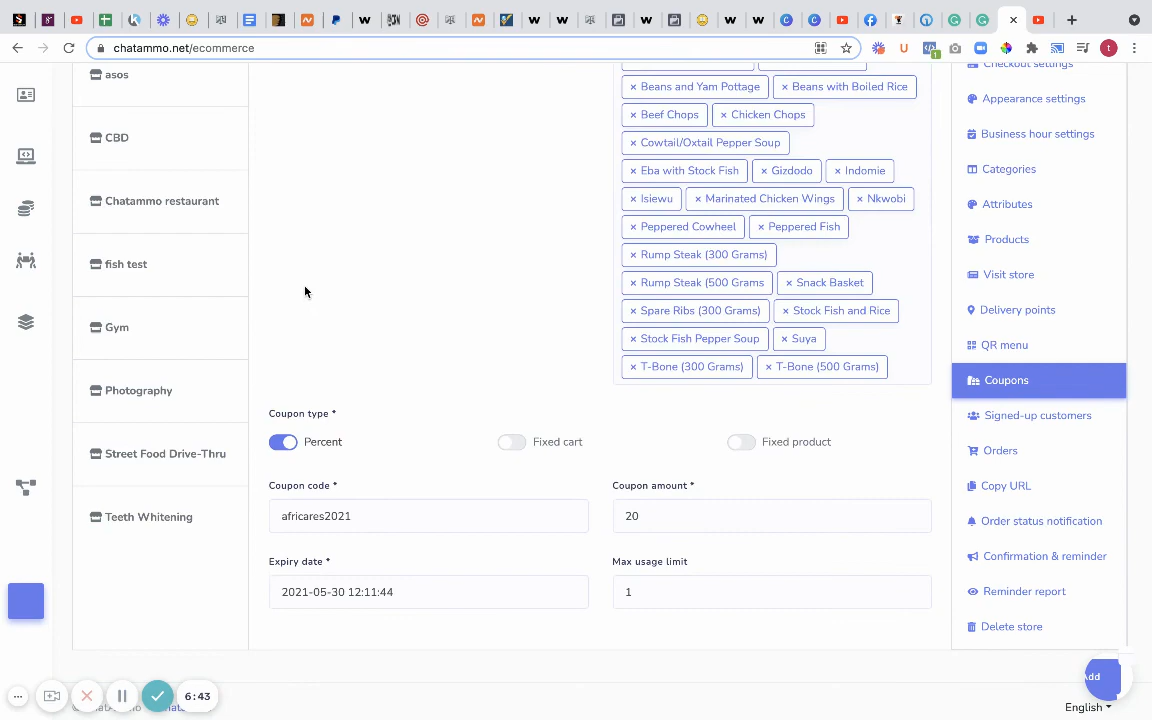 chatammo.net/ecommerce
asos
CBD
Chatammo restaurant
fish test
Gym
Photography
Street Food Drive-Thru
Teeth Whitening
× Beans and Yam Pottage × Beans with Boiled Rice
× Beef Chops × Chicken Chops
× Cowtail/Oxtail Pepper Soup
× Eba with Stock Fish × Gizdodo × Indomie
× Isiewu × Marinated Chicken Wings × Nkwobi
× Peppered Cowheel × Peppered Fish
× Rump Steak (300 Grams)
× Rump Steak (500 Grams × Snack Basket
× Spare Ribs (300 Grams) × Stock Fish and Rice
× Stock Fish Pepper Soup × Suya
× T-Bone (300 Grams) × T-Bone (500 Grams)
Coupon type *
Percent Fixed cart Fixed product
Coupon code * Coupon amount *
africares2021 20
Expiry date * Max usage limit
2021-05-30 12:11:44 1
Checkout settings
Appearance settings
Business hour settings
Categories
Attributes
Products
Visit store
Delivery points
QR menu
Coupons
Signed-up customers
Orders
Copy URL
Order status notification
Confirmation & reminder
Reminder report
Delete store
Add
6:43
English